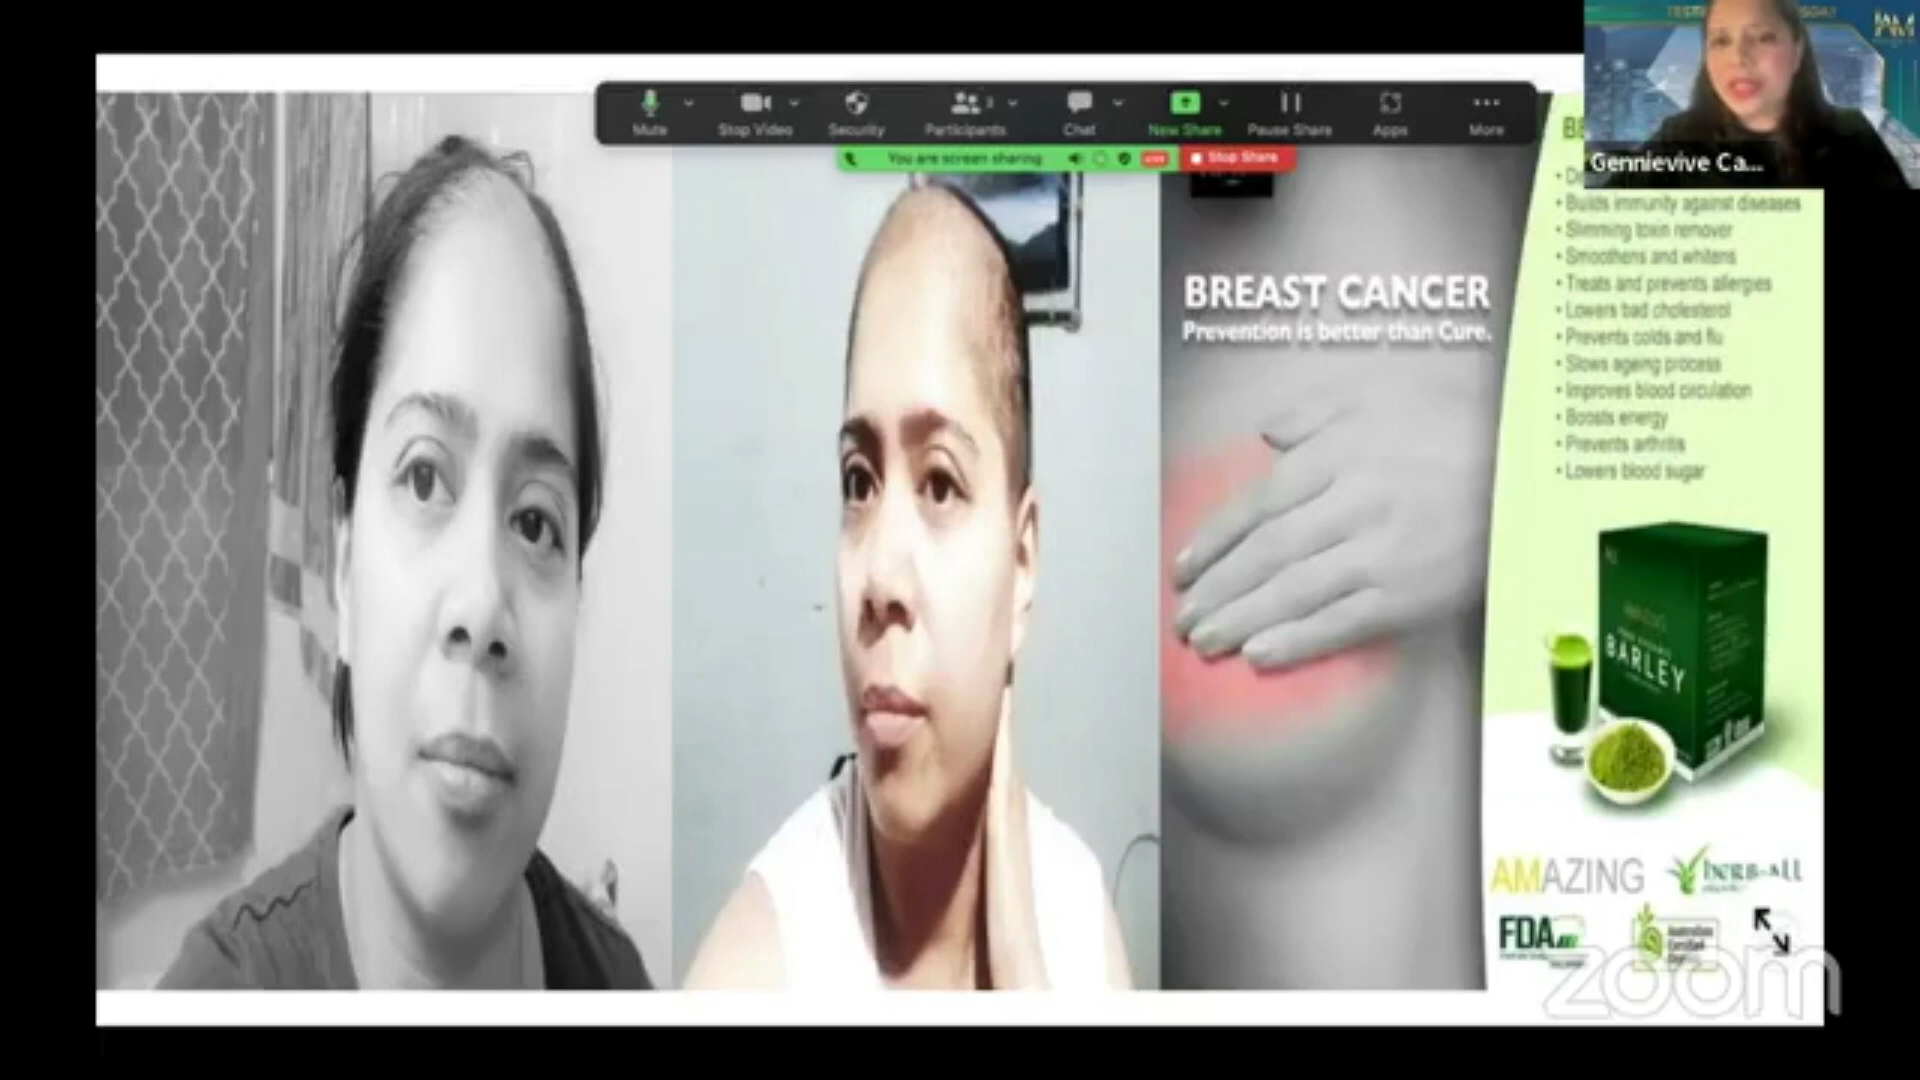 Mute
Stop Video
Security
Participants
Chat
New Share
Pause Share
Apps
More
You are screen sharing
LIVE
Stop Share
Gennievive Ca...
BREAST CANCER
Prevention is better than Cure.
• Builds immunity against diseases
• Slimming toxin remover
• Smoothens and whitens
• Treats and prevents allergies
• Lowers bad cholesterol
• Prevents colds and flu
• Slows ageing process
• Improves blood circulation
• Boosts energy
• Prevents arthritis
• Lowers blood sugar
BARLEY
AMAZING
herb-all
FDA
Australian
Certified
zoom